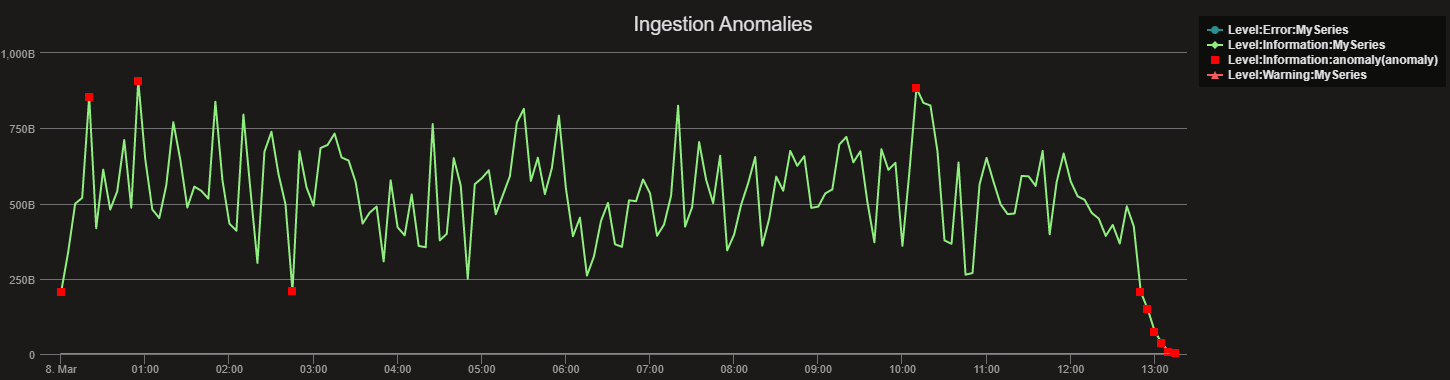 Ingestion Anomalies
Level:Error:MySeries
Level:Information:MySeries
Level:Information:anomaly(anomaly)
Level:Warning:MySeries
1,000B
750B
500B
250B
0
8. Mar 01:00 02:00 03:00 04:00 05:00 06:00 07:00 08:00 09:00 10:00 11:00 12:00 13:00